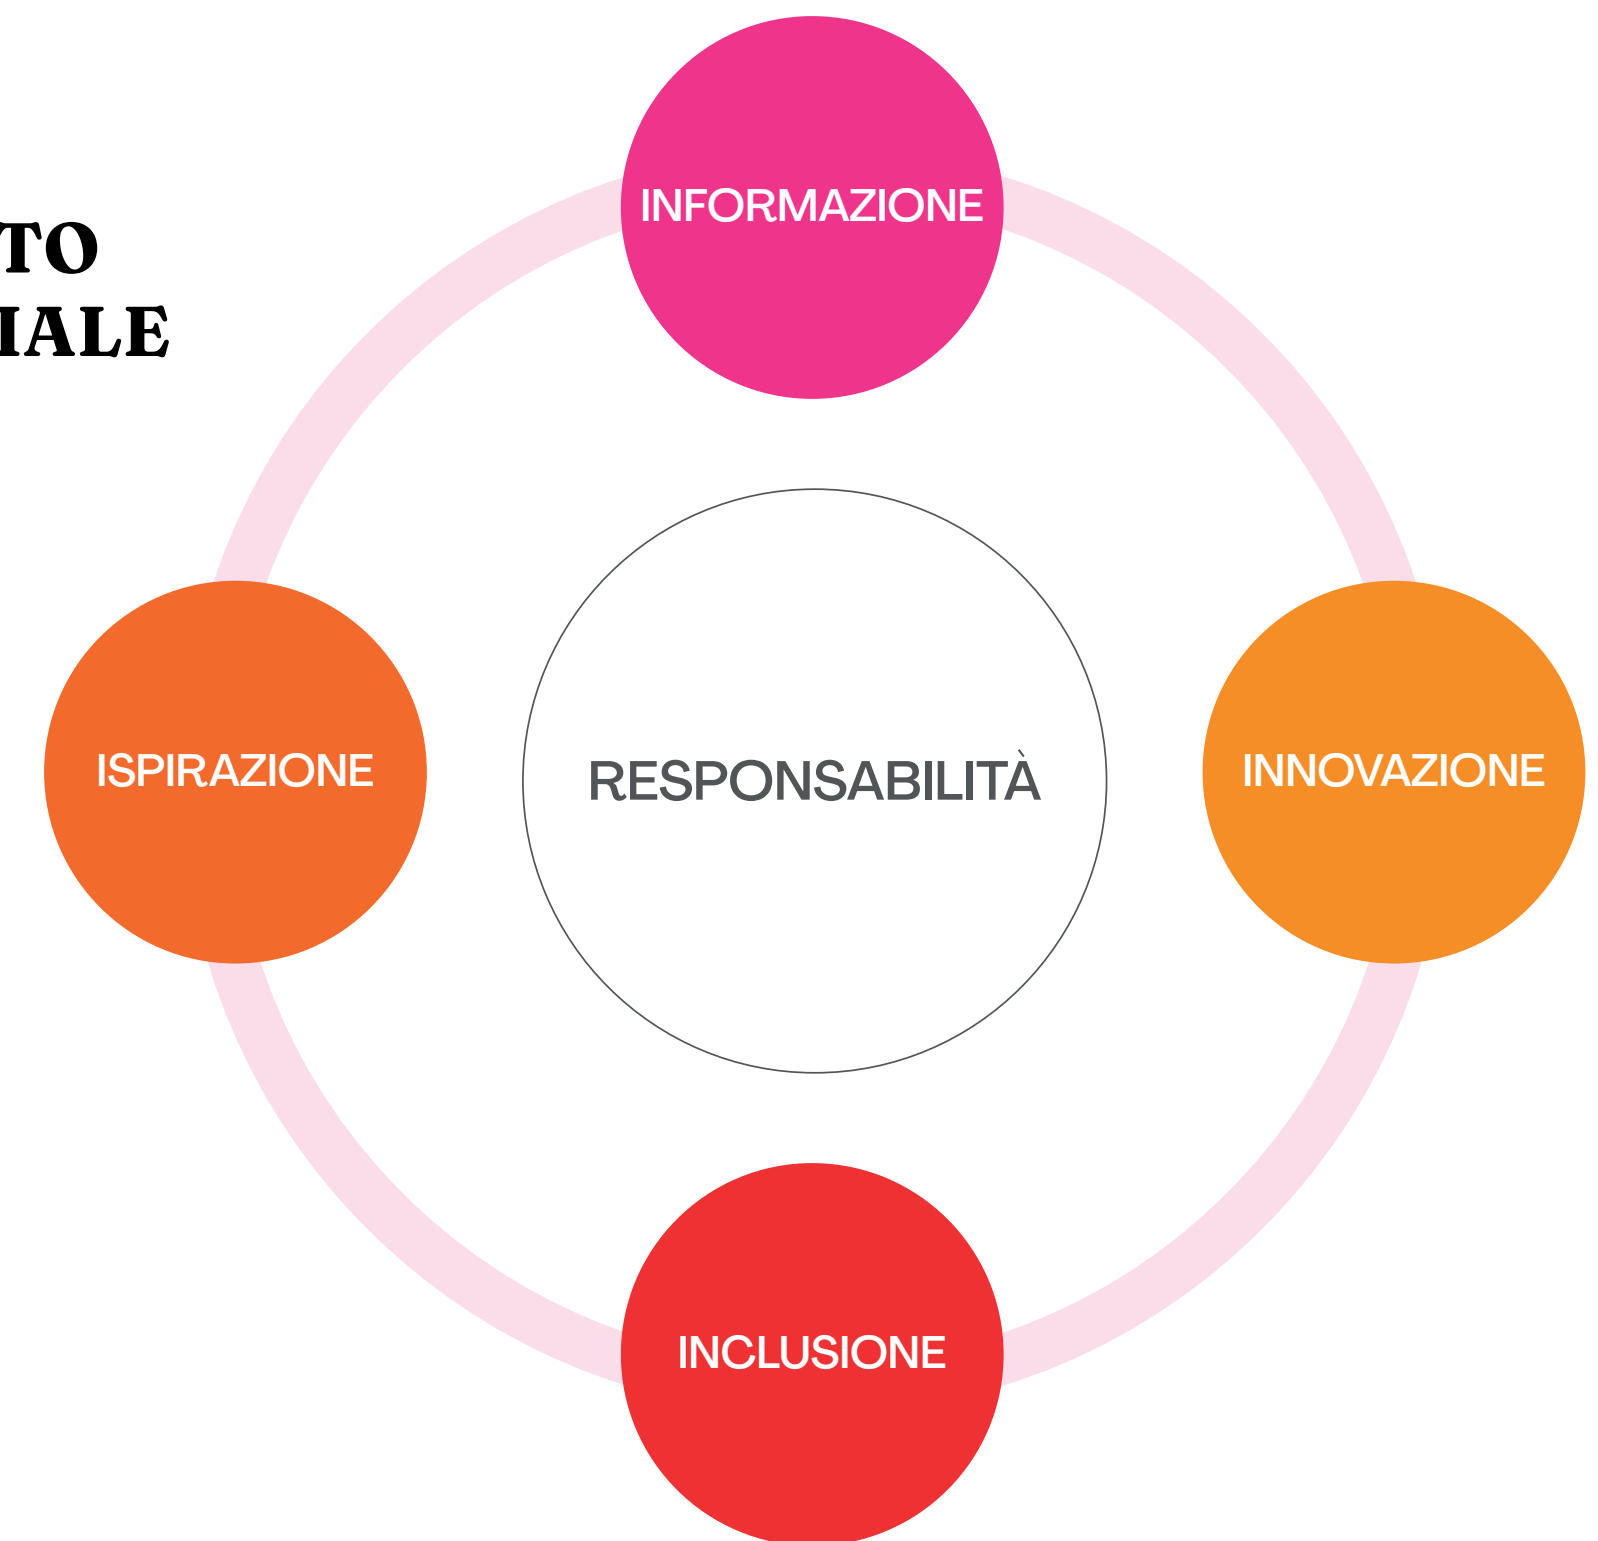 INFORMAZIONE
TO
IALE
ISPIRAZIONE
RESPONSABILITÀ
INNOVAZIONE
INCLUSIONE